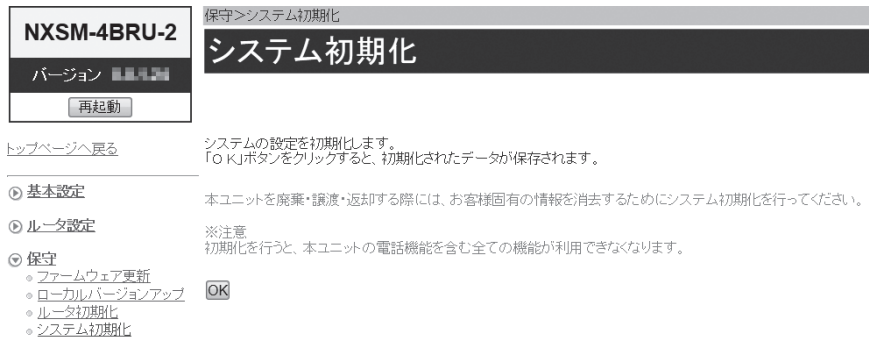 NXSM-4BRU-2
バージョン
再起動
トップページへ戻る
基本設定
ルータ設定
保守
ファームウェア更新
ローカルバージョンアップ
ルータ初期化
システム初期化
保守>システム初期化
システム初期化
システムの設定を初期化します。
「OK」ボタンをクリックすると、初期化されたデータが保存されます。
本ユニットを廃棄・譲渡・返却する際には、お客様固有の情報を消去するためにシステム初期化を行ってください。
※注意
初期化を行うと、本ユニットの電話機能を含む全ての機能が利用できなくなります。
OK